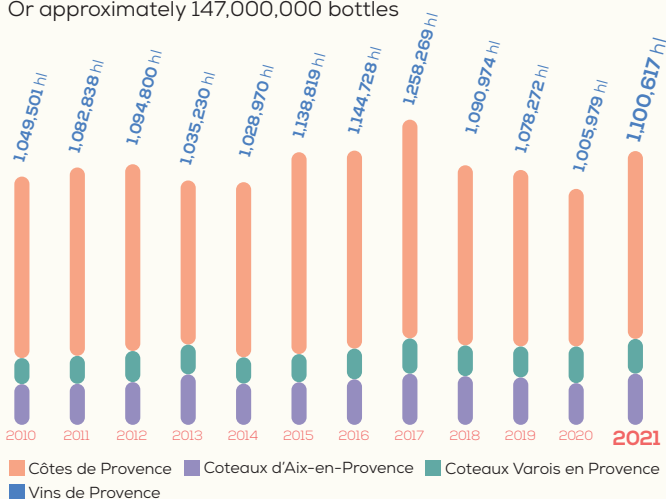 Or approximately 147,000,000 bottles
1,049,501 hl
1,082,838 hl
1,094,800 hl
1,035,230 hl
1,028,970 hl
1,138,819 hl
1,144,728 hl
1,258,269 hl
1,090,974 hl
1,078,272 hl
1,005,979 hl
1,100,617 hl
2010 2011 2012 2013 2014 2015 2016 2017 2018 2019 2020 2021
Côtes de Provence Coteaux d'Aix-en-Provence Coteaux Varois en Provence
Vins de Provence